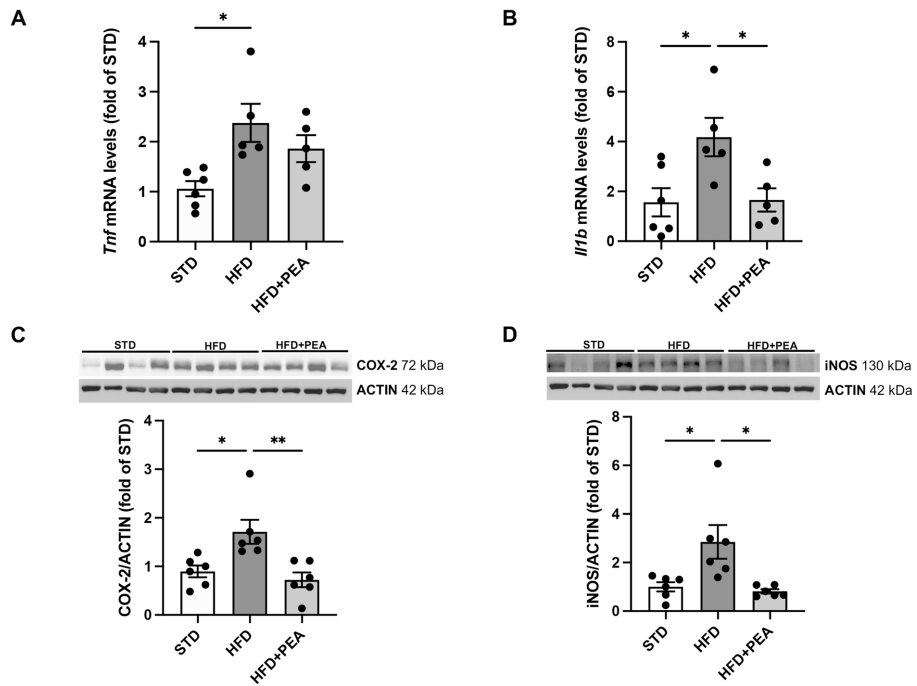 A
Tnf mRNA levels (fold of STD)
4
3
2
1
0
*
STD
HFD
HFD+PEA
B
Il1b mRNA levels (fold of STD)
8
6
4
2
0
*
*
STD
HFD
HFD+PEA
C
STD
HFD
HFD+PEA
COX-2 72 kDa
ACTIN 42 kDa
COX-2/ACTIN (fold of STD)
4
3
2
1
0
*
**
STD
HFD
HFD+PEA
D
STD
HFD
HFD+PEA
iNOS 130 kDa
ACTIN 42 kDa
iNOS/ACTIN (fold of STD)
8
6
4
2
0
*
*
STD
HFD
HFD+PEA